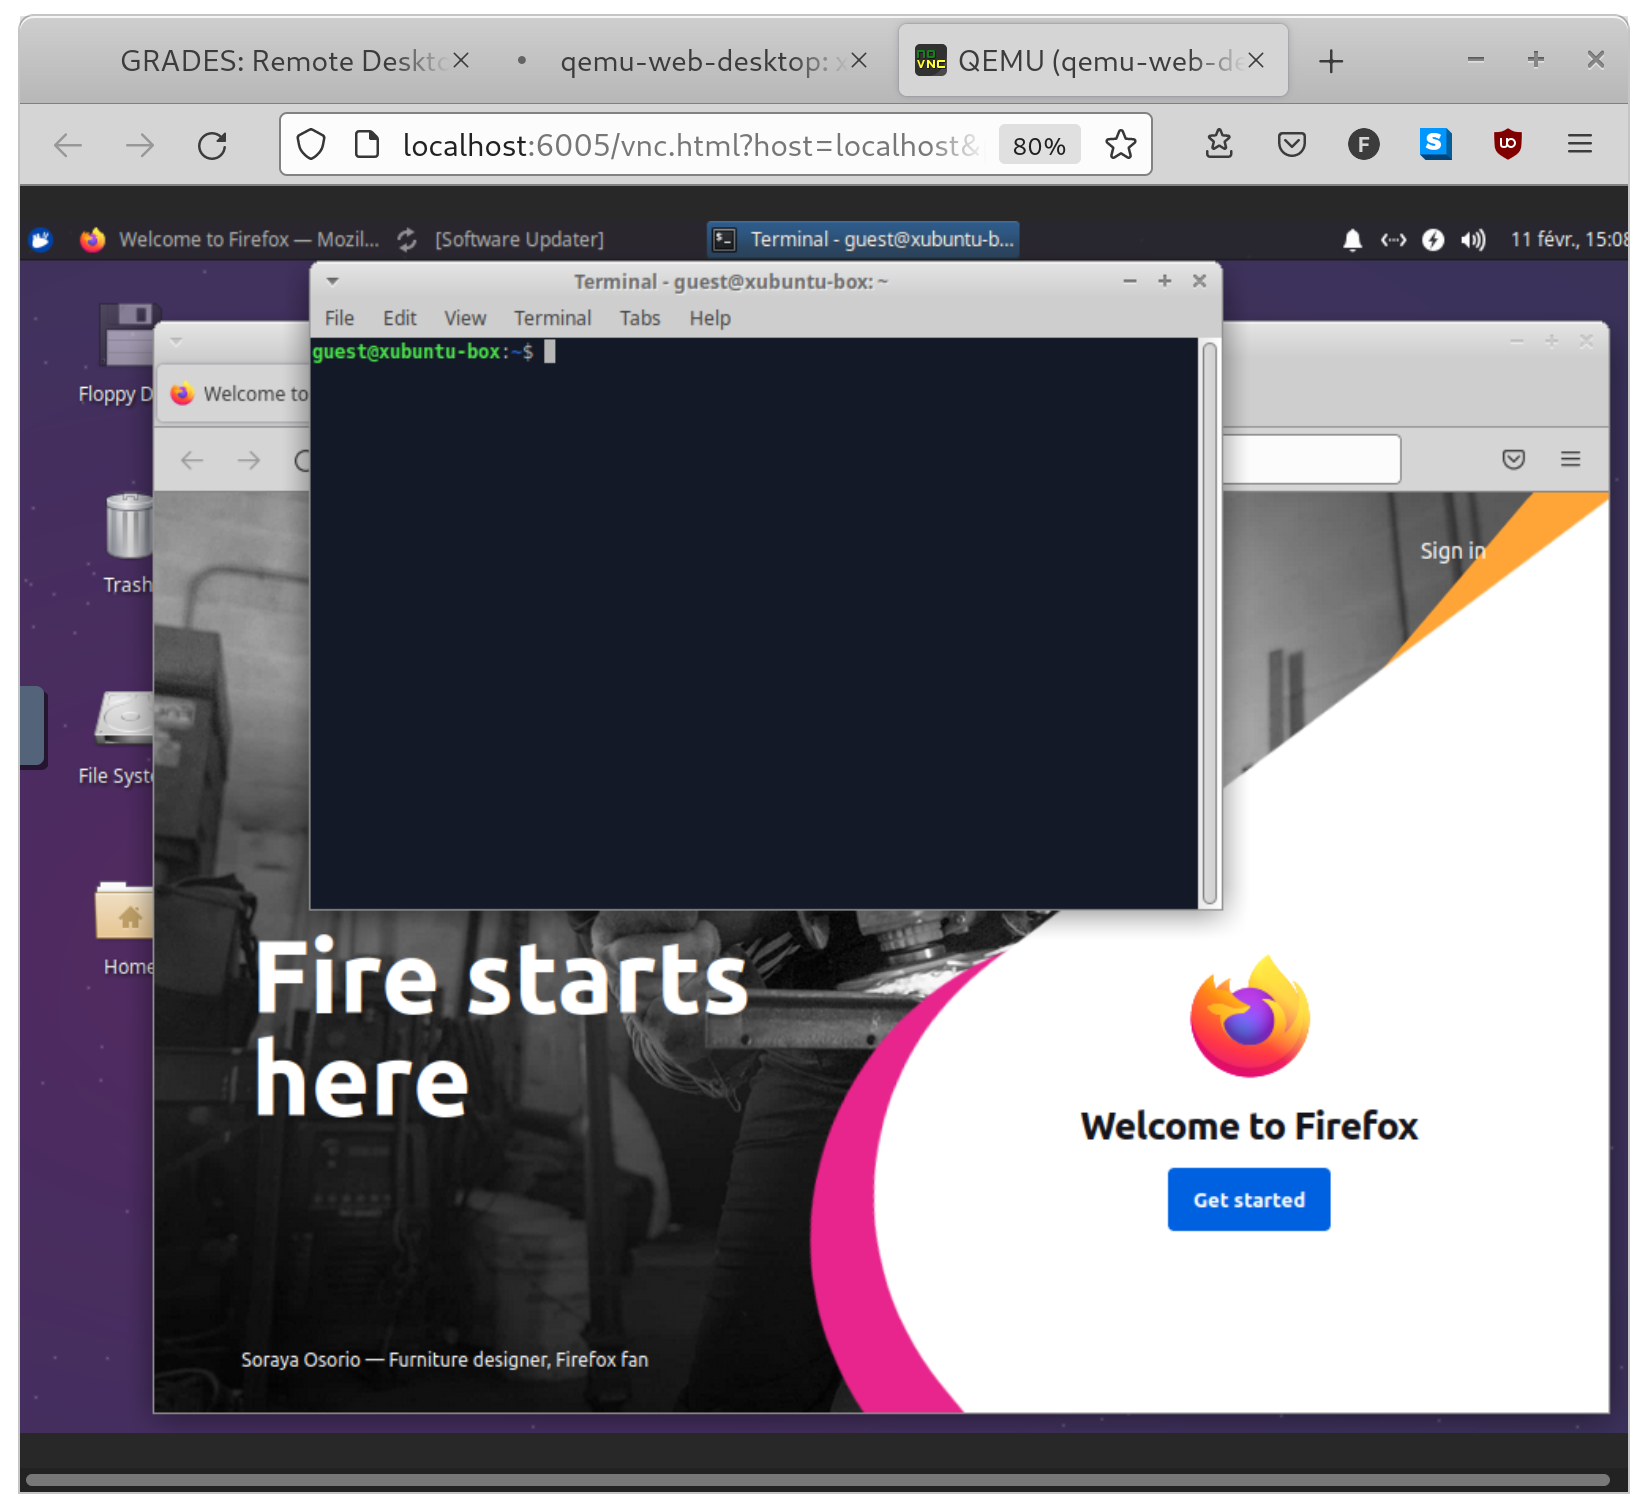 GRADES: Remote Deskto
qemu-web-desktop: x
QEMU (qemu-web-de
localhost:6005/vnc.html?host=localhost&
80%
Welcome to Firefox — Mozil...
[Software Updater]
Terminal - guest@xubuntu-b...
11 févr., 15:08
Terminal - guest@xubuntu-box: ~
File Edit View Terminal Tabs Help
guest@xubuntu-box:~$
Floppy D
Welcome to
Trash
Sign in
File Syste
Home
Fire starts
here
Welcome to Firefox
Get started
Soraya Osorio — Furniture designer, Firefox fan